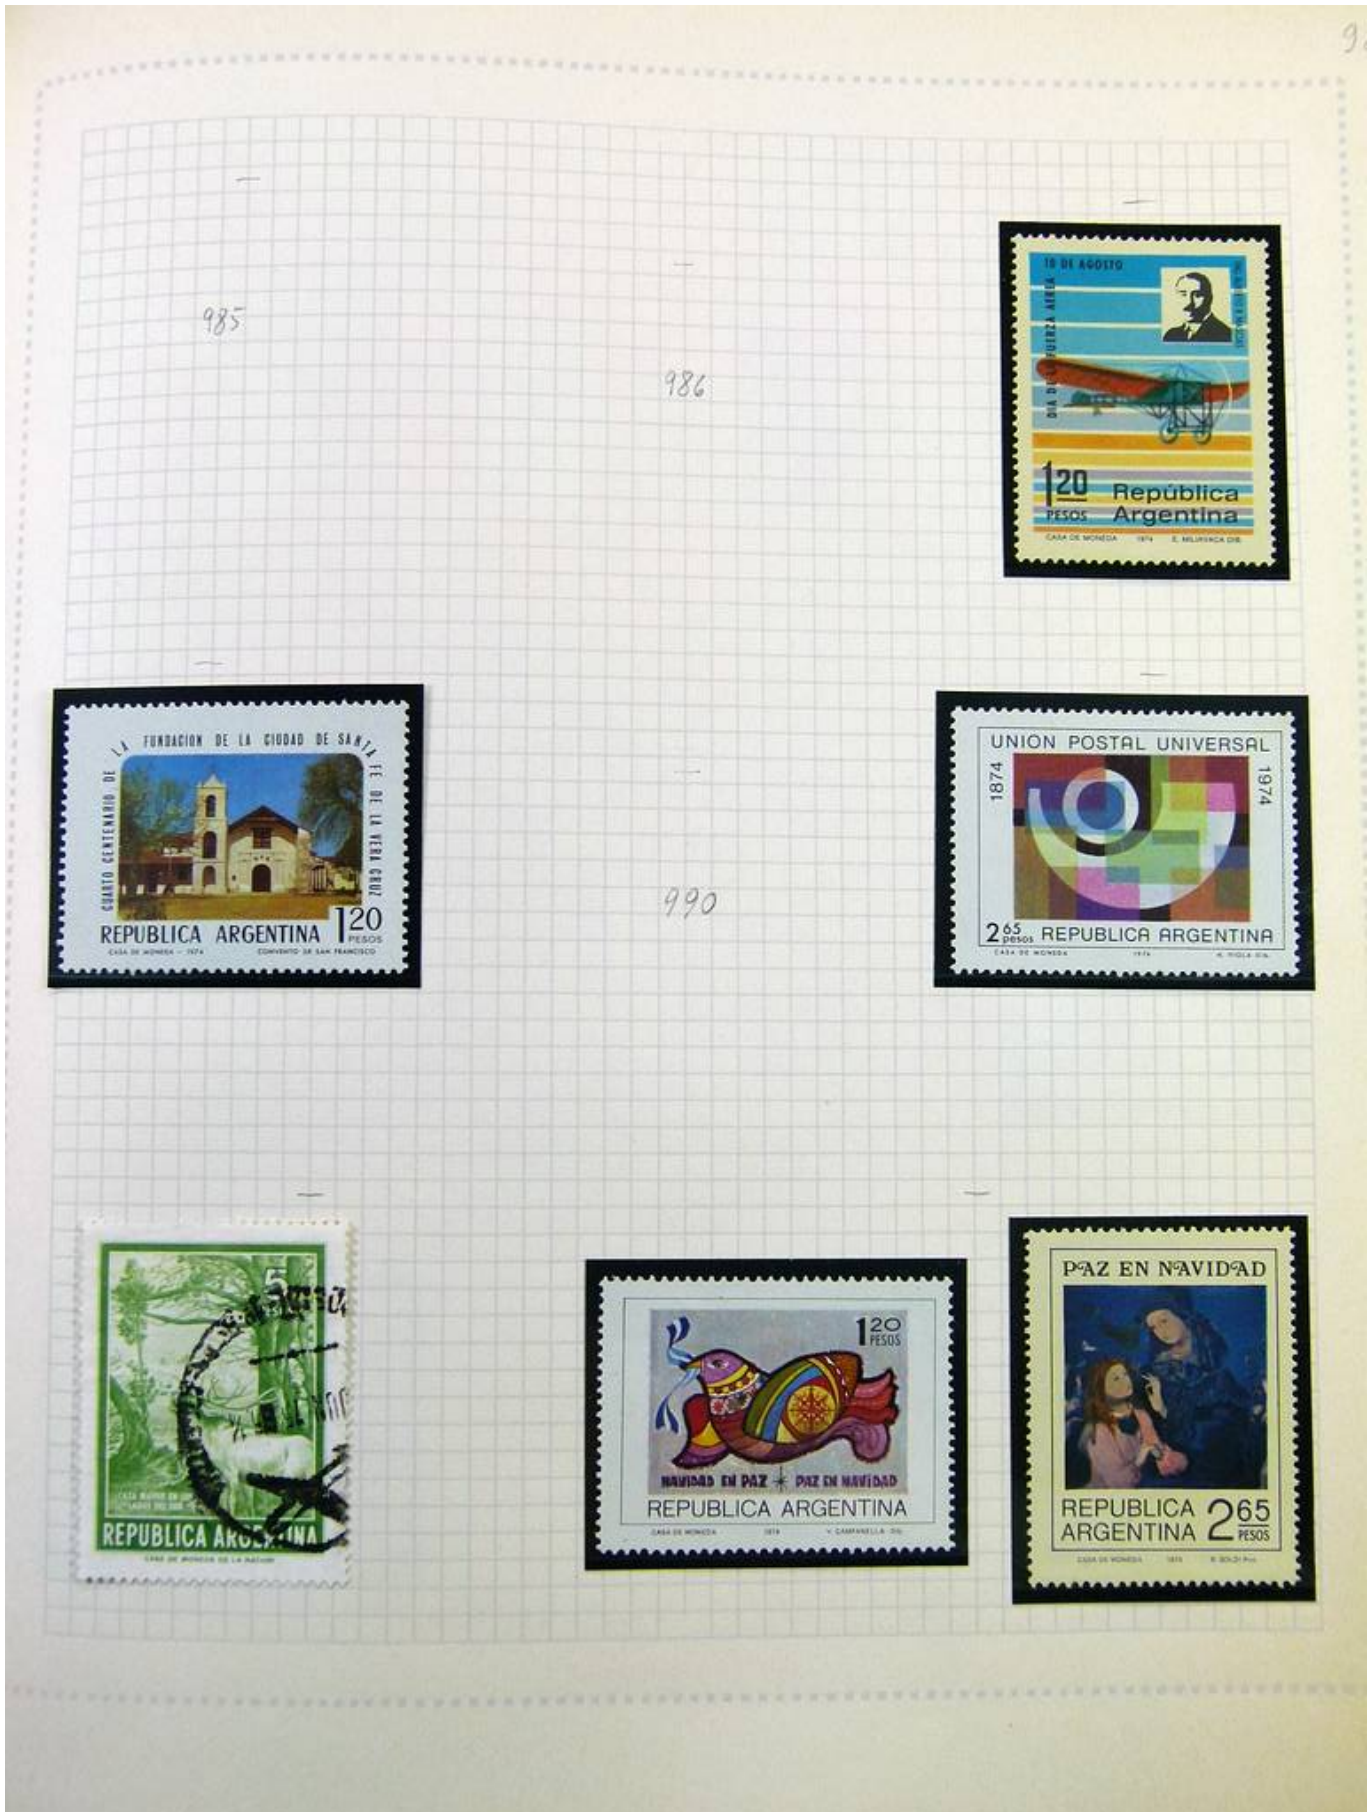 9
985
986
10 DE AGOSTO
DIA DE LA FUERZA AEREA
1 20
PESOS
República
Argentina
CASA DE MONEDA 1974
CUARTO CENTENARIO DE LA FUNDACION DE LA CIUDAD DE SANTA FE DE LA VERA CRUZ
REPUBLICA ARGENTINA 1 20
PESOS
CASA DE MONEDA - 1974 CONVENTO DE SAN FRANCISCO
990
UNION POSTAL UNIVERSAL
1874
1974
2 65
pesos REPUBLICA ARGENTINA
CASA DE MONEDA 1974
5
REPUBLICA ARGENTINA
CASA DE MONEDA DE LA NACION
1 20
PESOS
NAVIDAD EN PAZ PAZ EN NAVIDAD
REPUBLICA ARGENTINA
CASA DE MONEDA 1974 V. CAMPANELLA DIS.
PAZ EN NAVIDAD
REPUBLICA
ARGENTINA 2 65
PESOS
CASA DE MONEDA